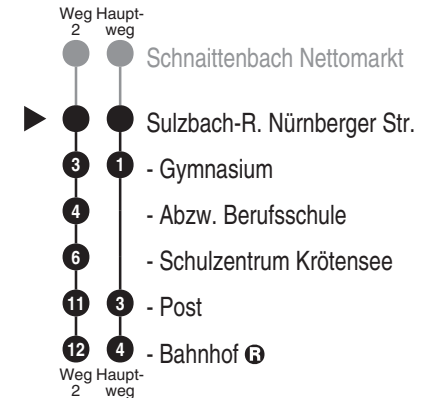 Weg Haupt-
2 weg
Schnaittenbach Nettomarkt
Sulzbach-R. Nürnberger Str.
3 1 - Gymnasium
4 - Abzw. Berufsschule
6 - Schulzentrum Krötensee
11 3 - Post
12 4 - Bahnhof R
Weg Haupt-
2 weg